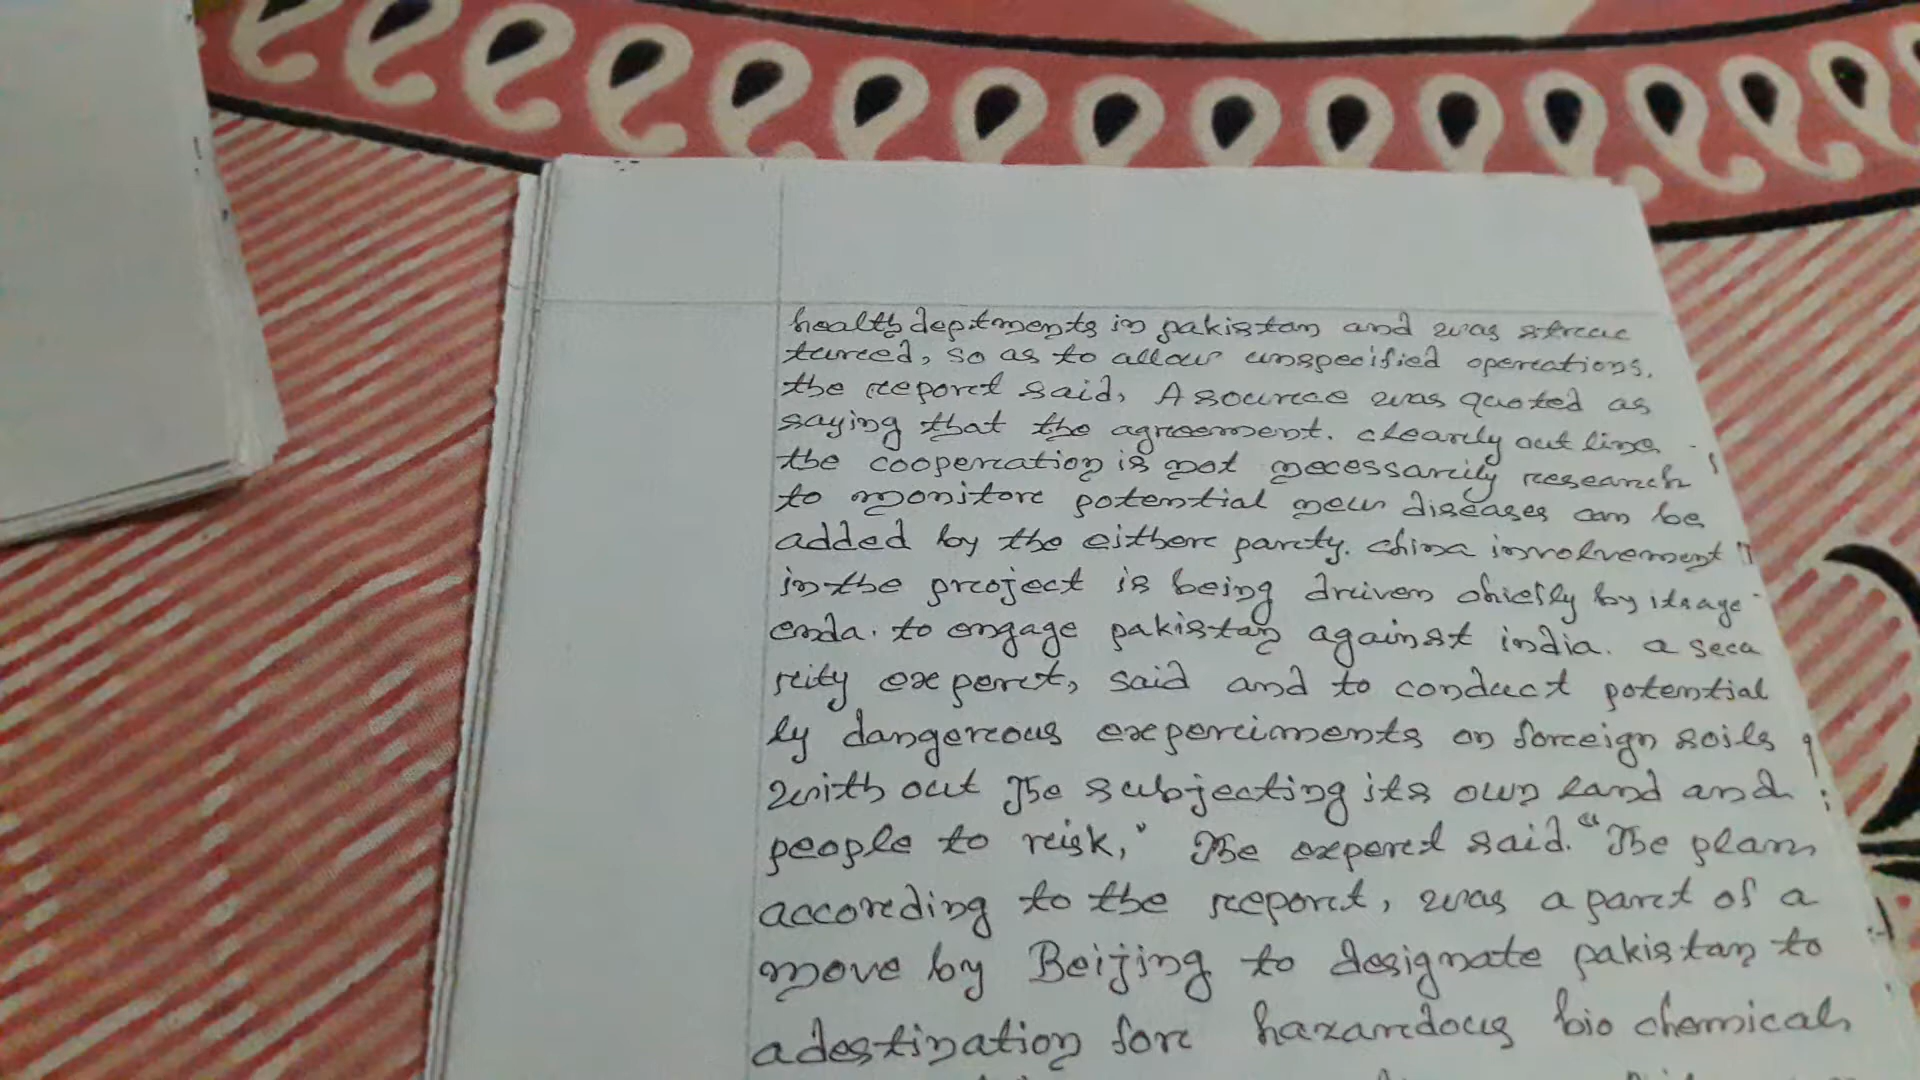 health deptments in pakistan and was struc
tured, so as to allow unspecified operations.
the report said, A source was quoted as
saying that the agreement. clearly out line
the cooperation is not necessarily research
to monitor potential new diseases can be
added by the either party. china involvement
in the project is being driven chiefly by its age
enda. to engage pakistan against india. a secu
rity expert, said and to conduct potential
ly dangerous experiments on foreign soils
with out The subjecting its own land and
people to risk," The expert said. "The plan
according to the report, was a part of a
move by Beijing to designate pakistan to
a destination for hazardous bio chemical